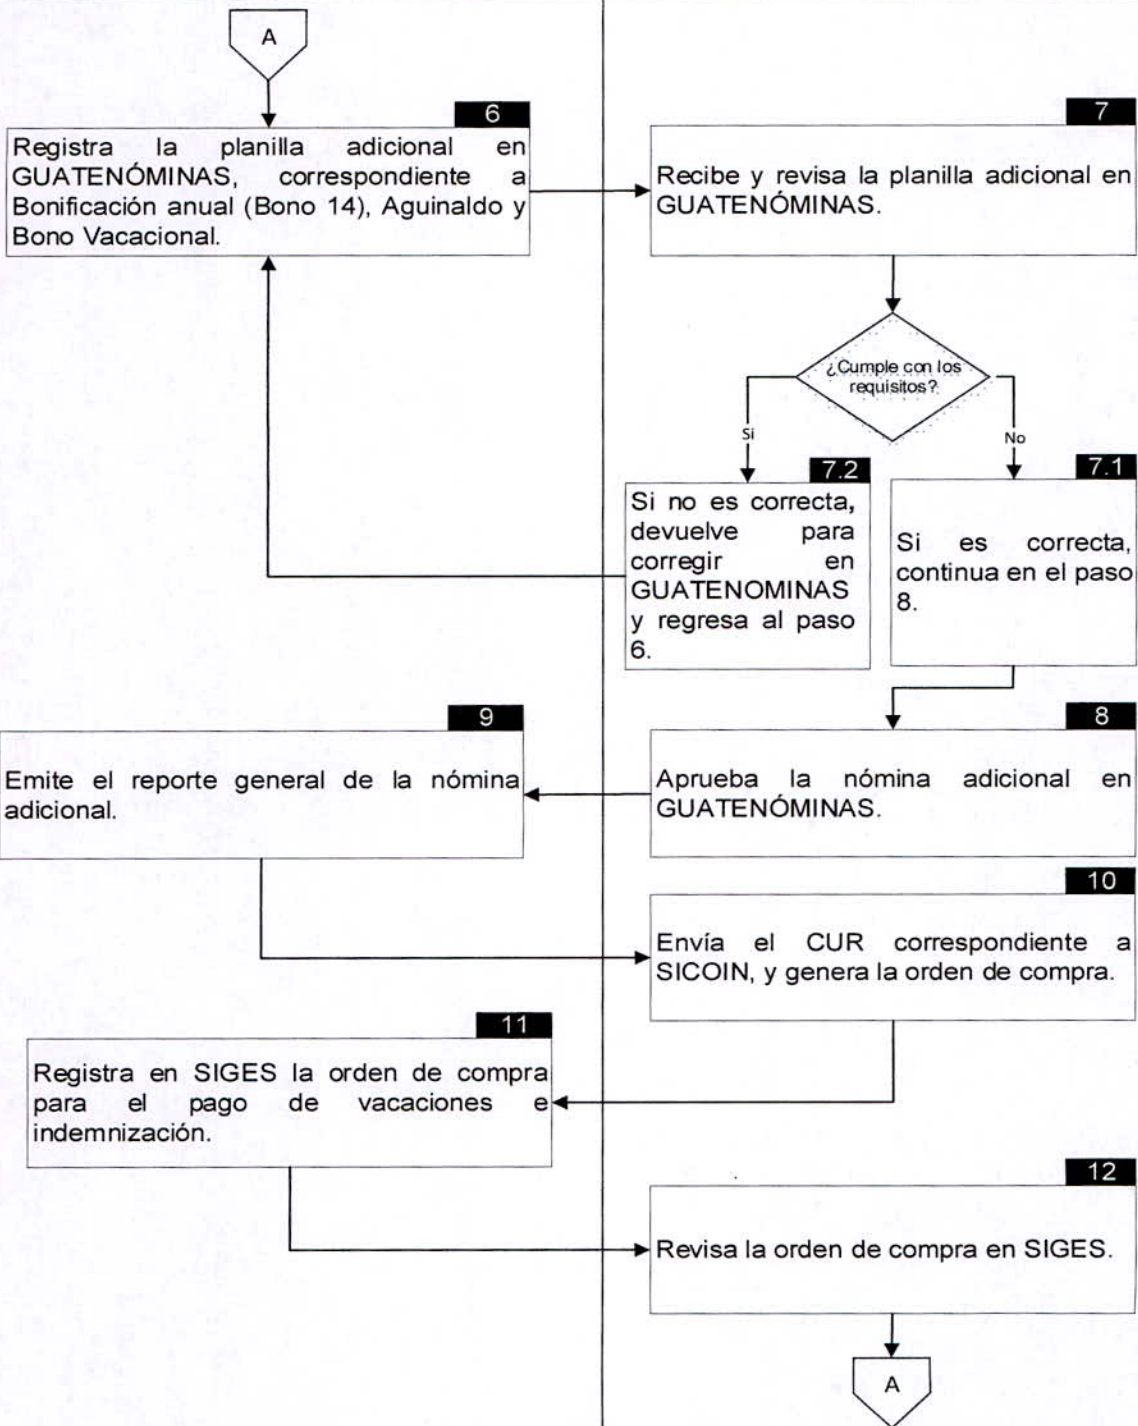 A
6
Registra la planilla adicional en
GUATENÓMINAS, correspondiente a
Bonificación anual (Bono 14), Aguinaldo y
Bono Vacacional.
7
Recibe y revisa la planilla adicional en
GUATENÓMINAS.
¿Cumple con los
requisitos?
Si
No
7.2
Si no es correcta,
devuelve para
corregir en
GUATENOMINAS
y regresa al paso
6.
7.1
Si es correcta,
continua en el paso
8.
8
Aprueba la nómina adicional en
GUATENÓMINAS.
9
Emite el reporte general de la nómina
adicional.
10
Envía el CUR correspondiente a
SICOIN, y genera la orden de compra.
11
Registra en SIGES la orden de compra
para el pago de vacaciones e
indemnización.
12
Revisa la orden de compra en SIGES.
A